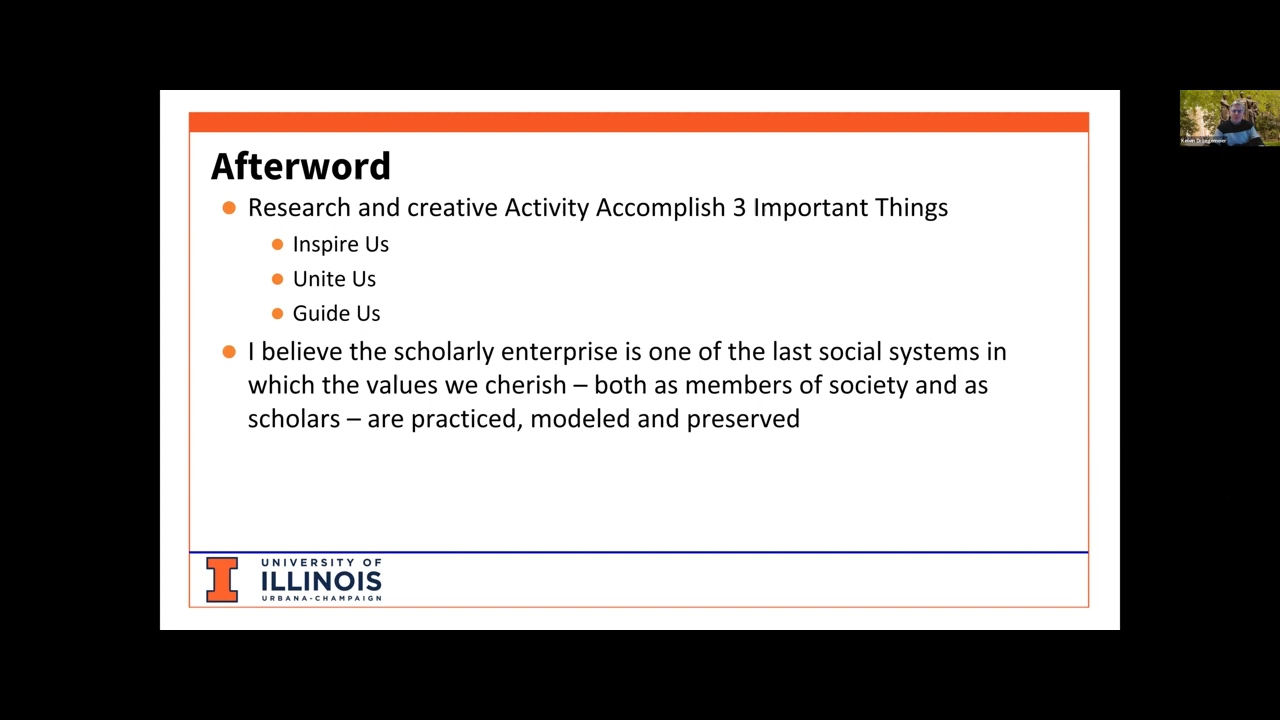 Afterword
Research and creative Activity Accomplish 3 Important Things
Inspire Us
Unite Us
Guide Us
I believe the scholarly enterprise is one of the last social systems in
which the values we cherish – both as members of society and as
scholars – are practiced, modeled and preserved
UNIVERSITY OF
ILLINOIS
URBANA-CHAMPAIGN